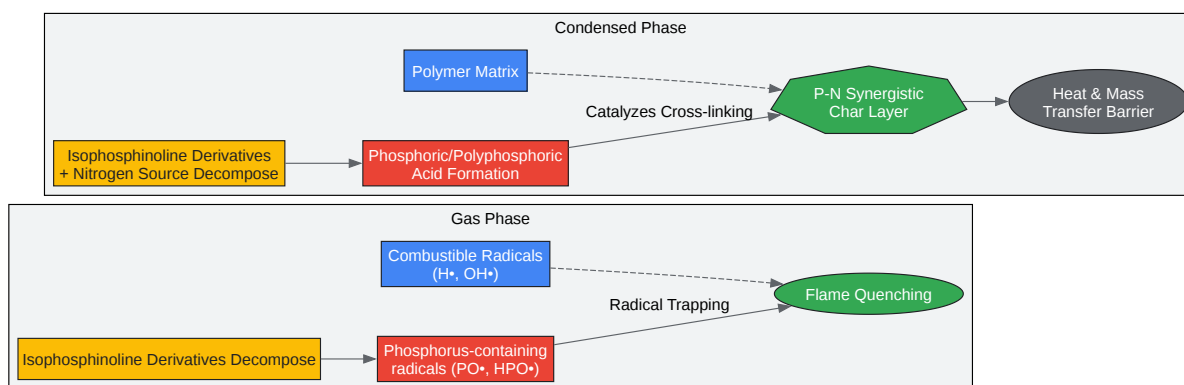 Condensed Phase
Polymer Matrix
P-N Synergistic
Char Layer
Heat & Mass
Transfer Barrier
Catalyzes Cross-linking
Isophosphinoline Derivatives
+ Nitrogen Source Decompose
Phosphoric/Polyphosphoric
Acid Formation
Gas Phase
Combustible Radicals
(H•, OH•)
Flame Quenching
Radical Trapping
Isophosphinoline Derivatives Decompose
Phosphorus-containing
radicals (PO•, HPO•)